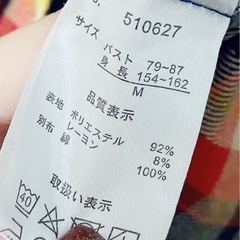 510627
サイズ
バスト 79~87
身長 154~162
M
品質表示
表地 ポリエステル 92%
レーヨン 8%
別布 綿 100%
取扱い表示
40